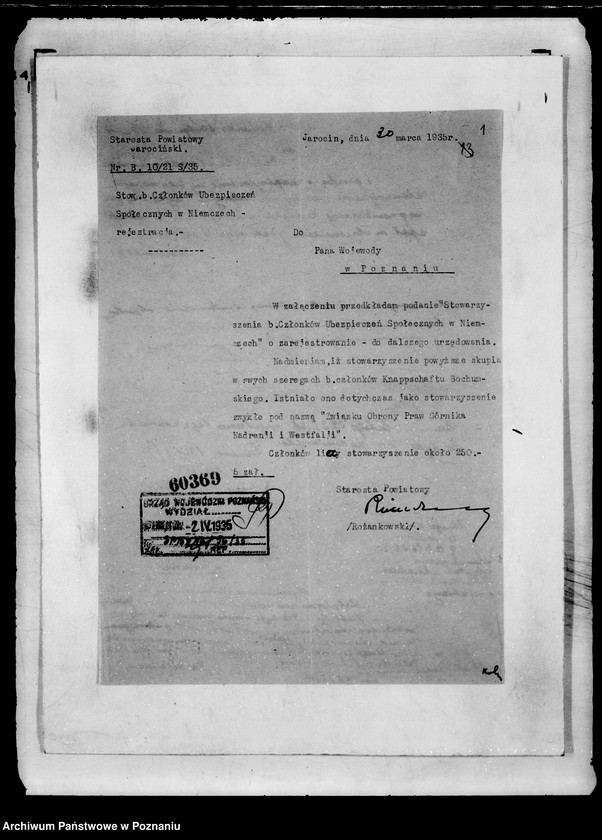 1
Starosta Powiatowy
Jarociński.
Jarocin, dnia 30 marca 1935r.
13
Nr. B. 10/21 S/35.
Stow.b.Członków Ubezpieczeń
Społecznych w Niemczech -
rejestracja.-
-----------
Do
Pana Wojewody
w Poznaniu
W załączeniu przedkładam podanie "Stowarzy-
szenia b.Członków Ubezpieczeń Społecznych w Niem-
czech" o zarejestrowanie - do dalszego urzędowania.
Nadmieniam,iż stowarzyszenie powyższe skupia
w swych szeregach b.członków Knappschaftu Bochum-
skiego. Istniało ono dotychczas jako stowarzyszenie
zwykłe pod nazwą "Związku Obrony Praw Górnika
Nadrenji i Westfalji".
Członków liczy stowarzyszenie około 250.-
5 zał.
60369
URZĄD WOJEWÓDZKI POZNAŃSKI
WYDZIAŁ
-2 IV.1935
Starosta Powiatowy
/Rożankowski/.
Archiwum Państwowe w Poznaniu